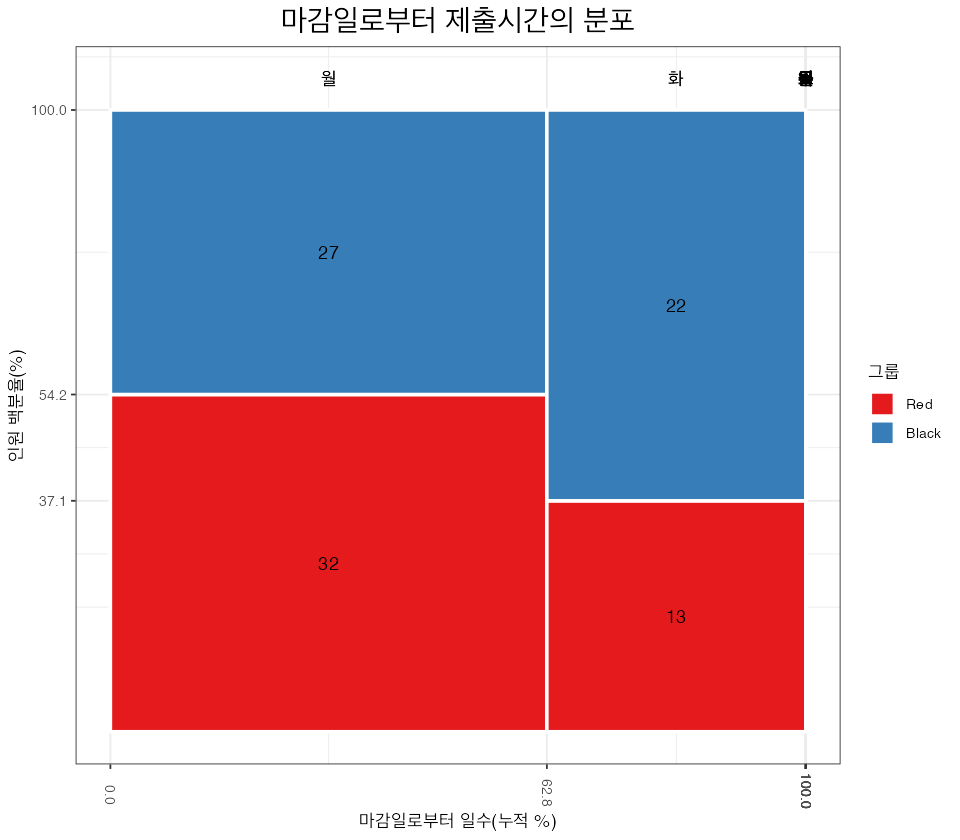 마감일로부터 제출시간의 분포
월
화
100.0
27
22
54.2
37.1
32
13
그룹
Red
Black
인원 백분율(%)
0.0
62.8
100.0
마감일로부터 일수(누적 %)